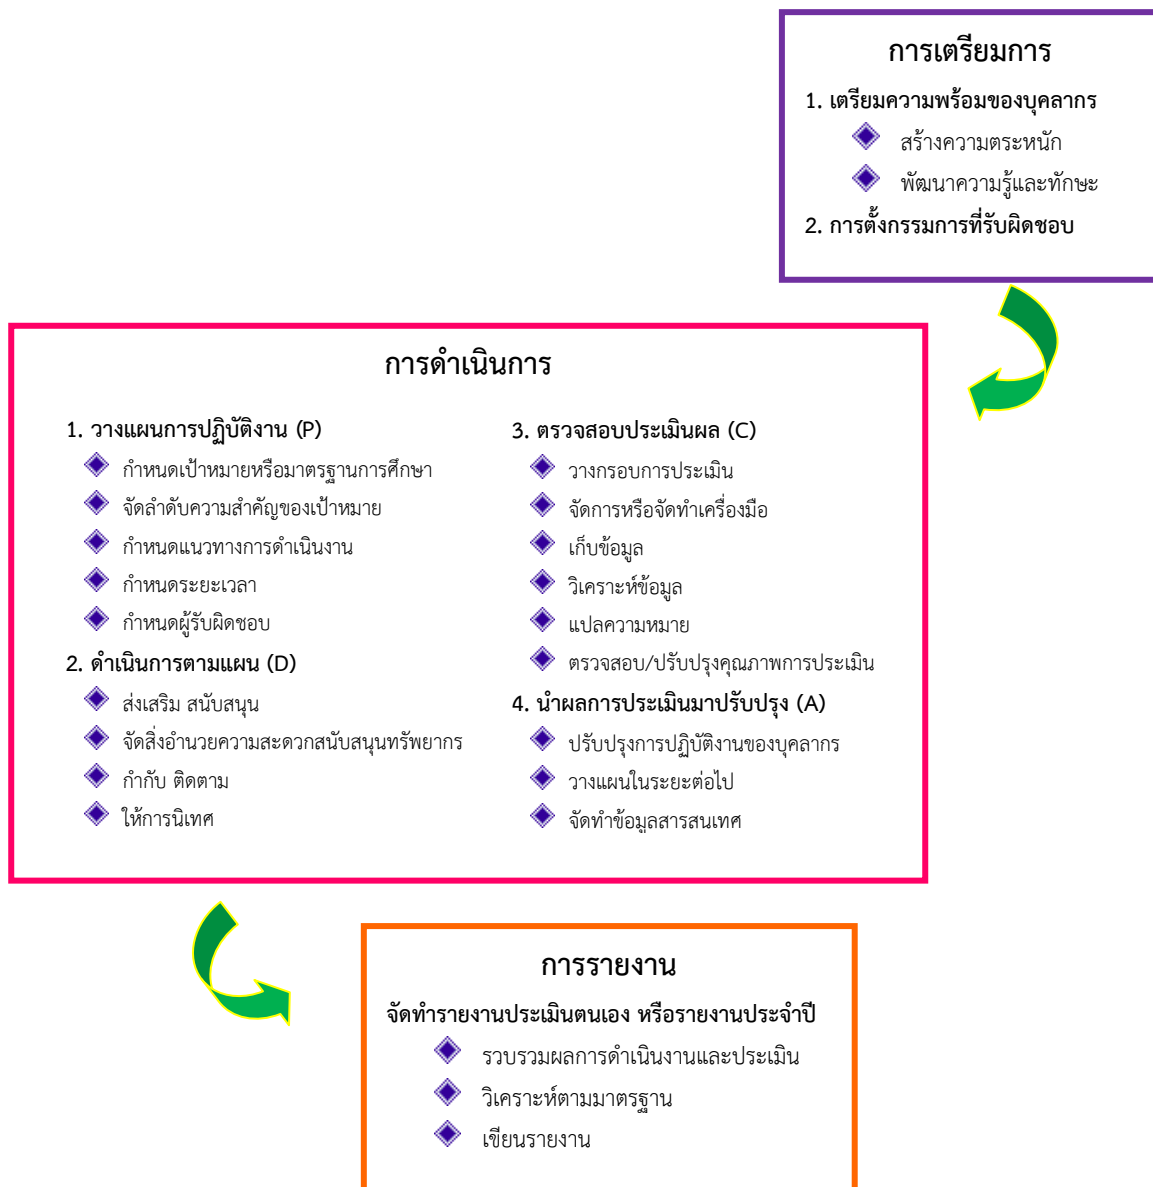 การเตรียมการ
1. เตรียมความพร้อมของบุคลากร
สร้างความตระหนัก
พัฒนาความรู้และทักษะ
2. การตั้งกรรมการที่รับผิดชอบ
การดำเนินการ
1. วางแผนการปฏิบัติงาน (P)
กำหนดเป้าหมายหรือมาตรฐานการศึกษา
จัดลำดับความสำคัญของเป้าหมาย
กำหนดแนวทางการดำเนินงาน
กำหนดระยะเวลา
กำหนดผู้รับผิดชอบ
2. ดำเนินการตามแผน (D)
ส่งเสริม สนับสนุน
จัดสิ่งอำนวยความสะดวกสนับสนุนทรัพยากร
กำกับ ติดตาม
ให้การนิเทศ
3. ตรวจสอบประเมินผล (C)
วางกรอบการประเมิน
จัดการหรือจัดทำเครื่องมือ
เก็บข้อมูล
วิเคราะห์ข้อมูล
แปลความหมาย
ตรวจสอบ/ปรับปรุงคุณภาพการประเมิน
4. นำผลการประเมินมาปรับปรุง (A)
ปรับปรุงการปฏิบัติงานของบุคลากร
วางแผนในระยะต่อไป
จัดทำข้อมูลสารสนเทศ
การรายงาน
จัดทำรายงานประเมินตนเอง หรือรายงานประจำปี
รวบรวมผลการดำเนินงานและประเมิน
วิเคราะห์ตามมาตรฐาน
เขียนรายงาน